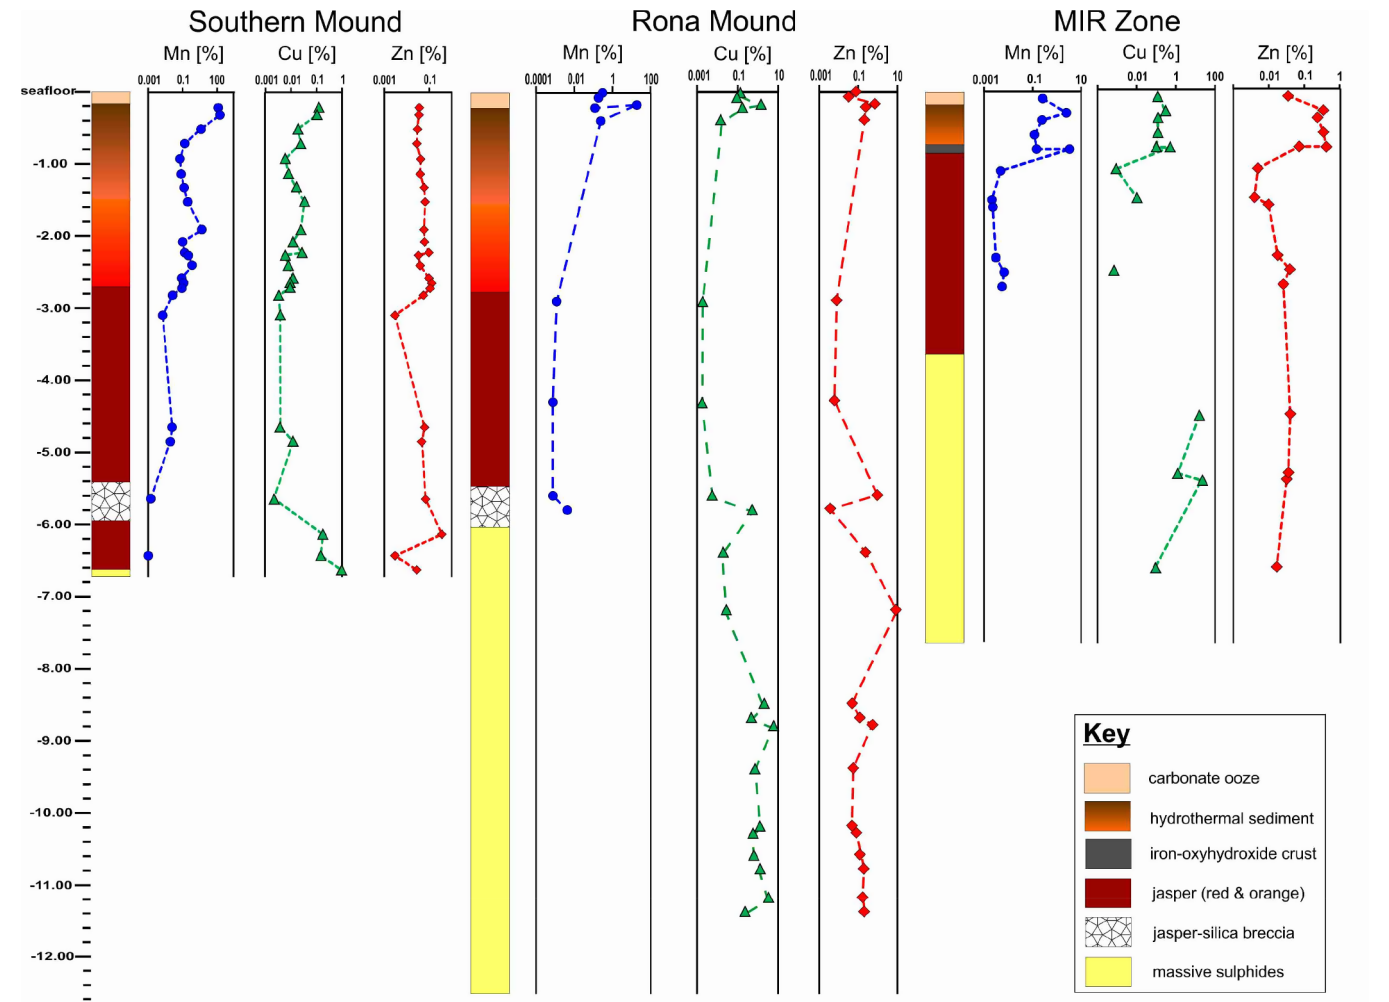 Southern Mound Rona Mound MIR Zone
Mn [%] Cu [%] Zn [%] Mn [%] Cu [%] Zn [%] Mn [%] Cu [%] Zn [%]
0.001 0.1 100 0.001 0.01 0.1 1 0.001 0.1 0.0001 0.1 100 0.001 0.1 10 0.001 0.1 10 0.001 0.1 10 0.01 1 100 0.01 0.1 1
seafloor
-1.00
-2.00
-3.00
-4.00
-5.00
-6.00
-7.00
-8.00
-9.00
-10.00
-11.00
-12.00
Key
carbonate ooze
hydrothermal sediment
iron-oxyhydroxide crust
jasper (red & orange)
jasper-silica breccia
massive sulphides